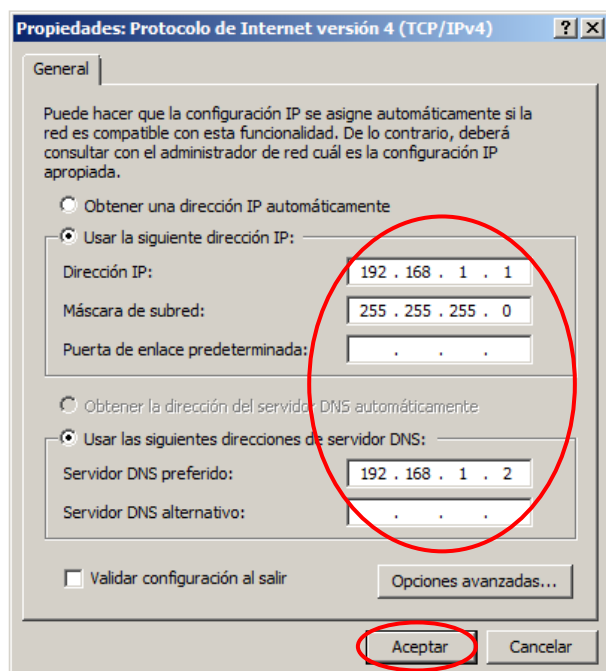 Propiedades: Protocolo de Internet versión 4 (TCP/IPv4)
General
Puede hacer que la configuración IP se asigne automáticamente si la
red es compatible con esta funcionalidad. De lo contrario, deberá
consultar con el administrador de red cuál es la configuración IP
apropiada.
Obtener una dirección IP automáticamente
Usar la siguiente dirección IP:
Dirección IP: 192 . 168 . 1 . 1
Máscara de subred: 255 . 255 . 255 . 0
Puerta de enlace predeterminada: . . .
Obtener la dirección del servidor DNS automáticamente
Usar las siguientes direcciones de servidor DNS:
Servidor DNS preferido: 192 . 168 . 1 . 2
Servidor DNS alternativo: . . .
Validar configuración al salir Opciones avanzadas...
Aceptar Cancelar